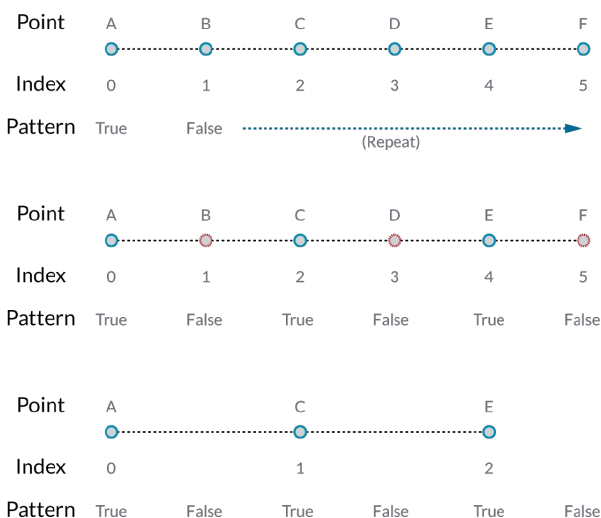 Point A B C D E F
Index 0 1 2 3 4 5
Pattern True False
(Repeat)
Point A B C D E F
Index 0 1 2 3 4 5
Pattern True False True False True False
Point A C E
Index 0 1 2
Pattern True False True False True False